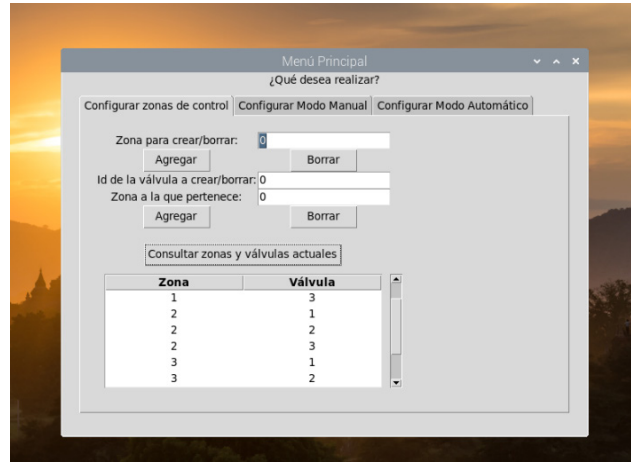 Menú Principal
¿Qué desea realizar?
Configurar zonas de control Configurar Modo Manual Configurar Modo Automático
Zona para crear/borrar: 0
Agregar Borrar
Id de la válvula a crear/borrar: 0
Zona a la que pertenece: 0
Agregar Borrar
Consultar zonas y válvulas actuales
Zona Válvula
1 3
2 1
2 2
2 3
3 1
3 2